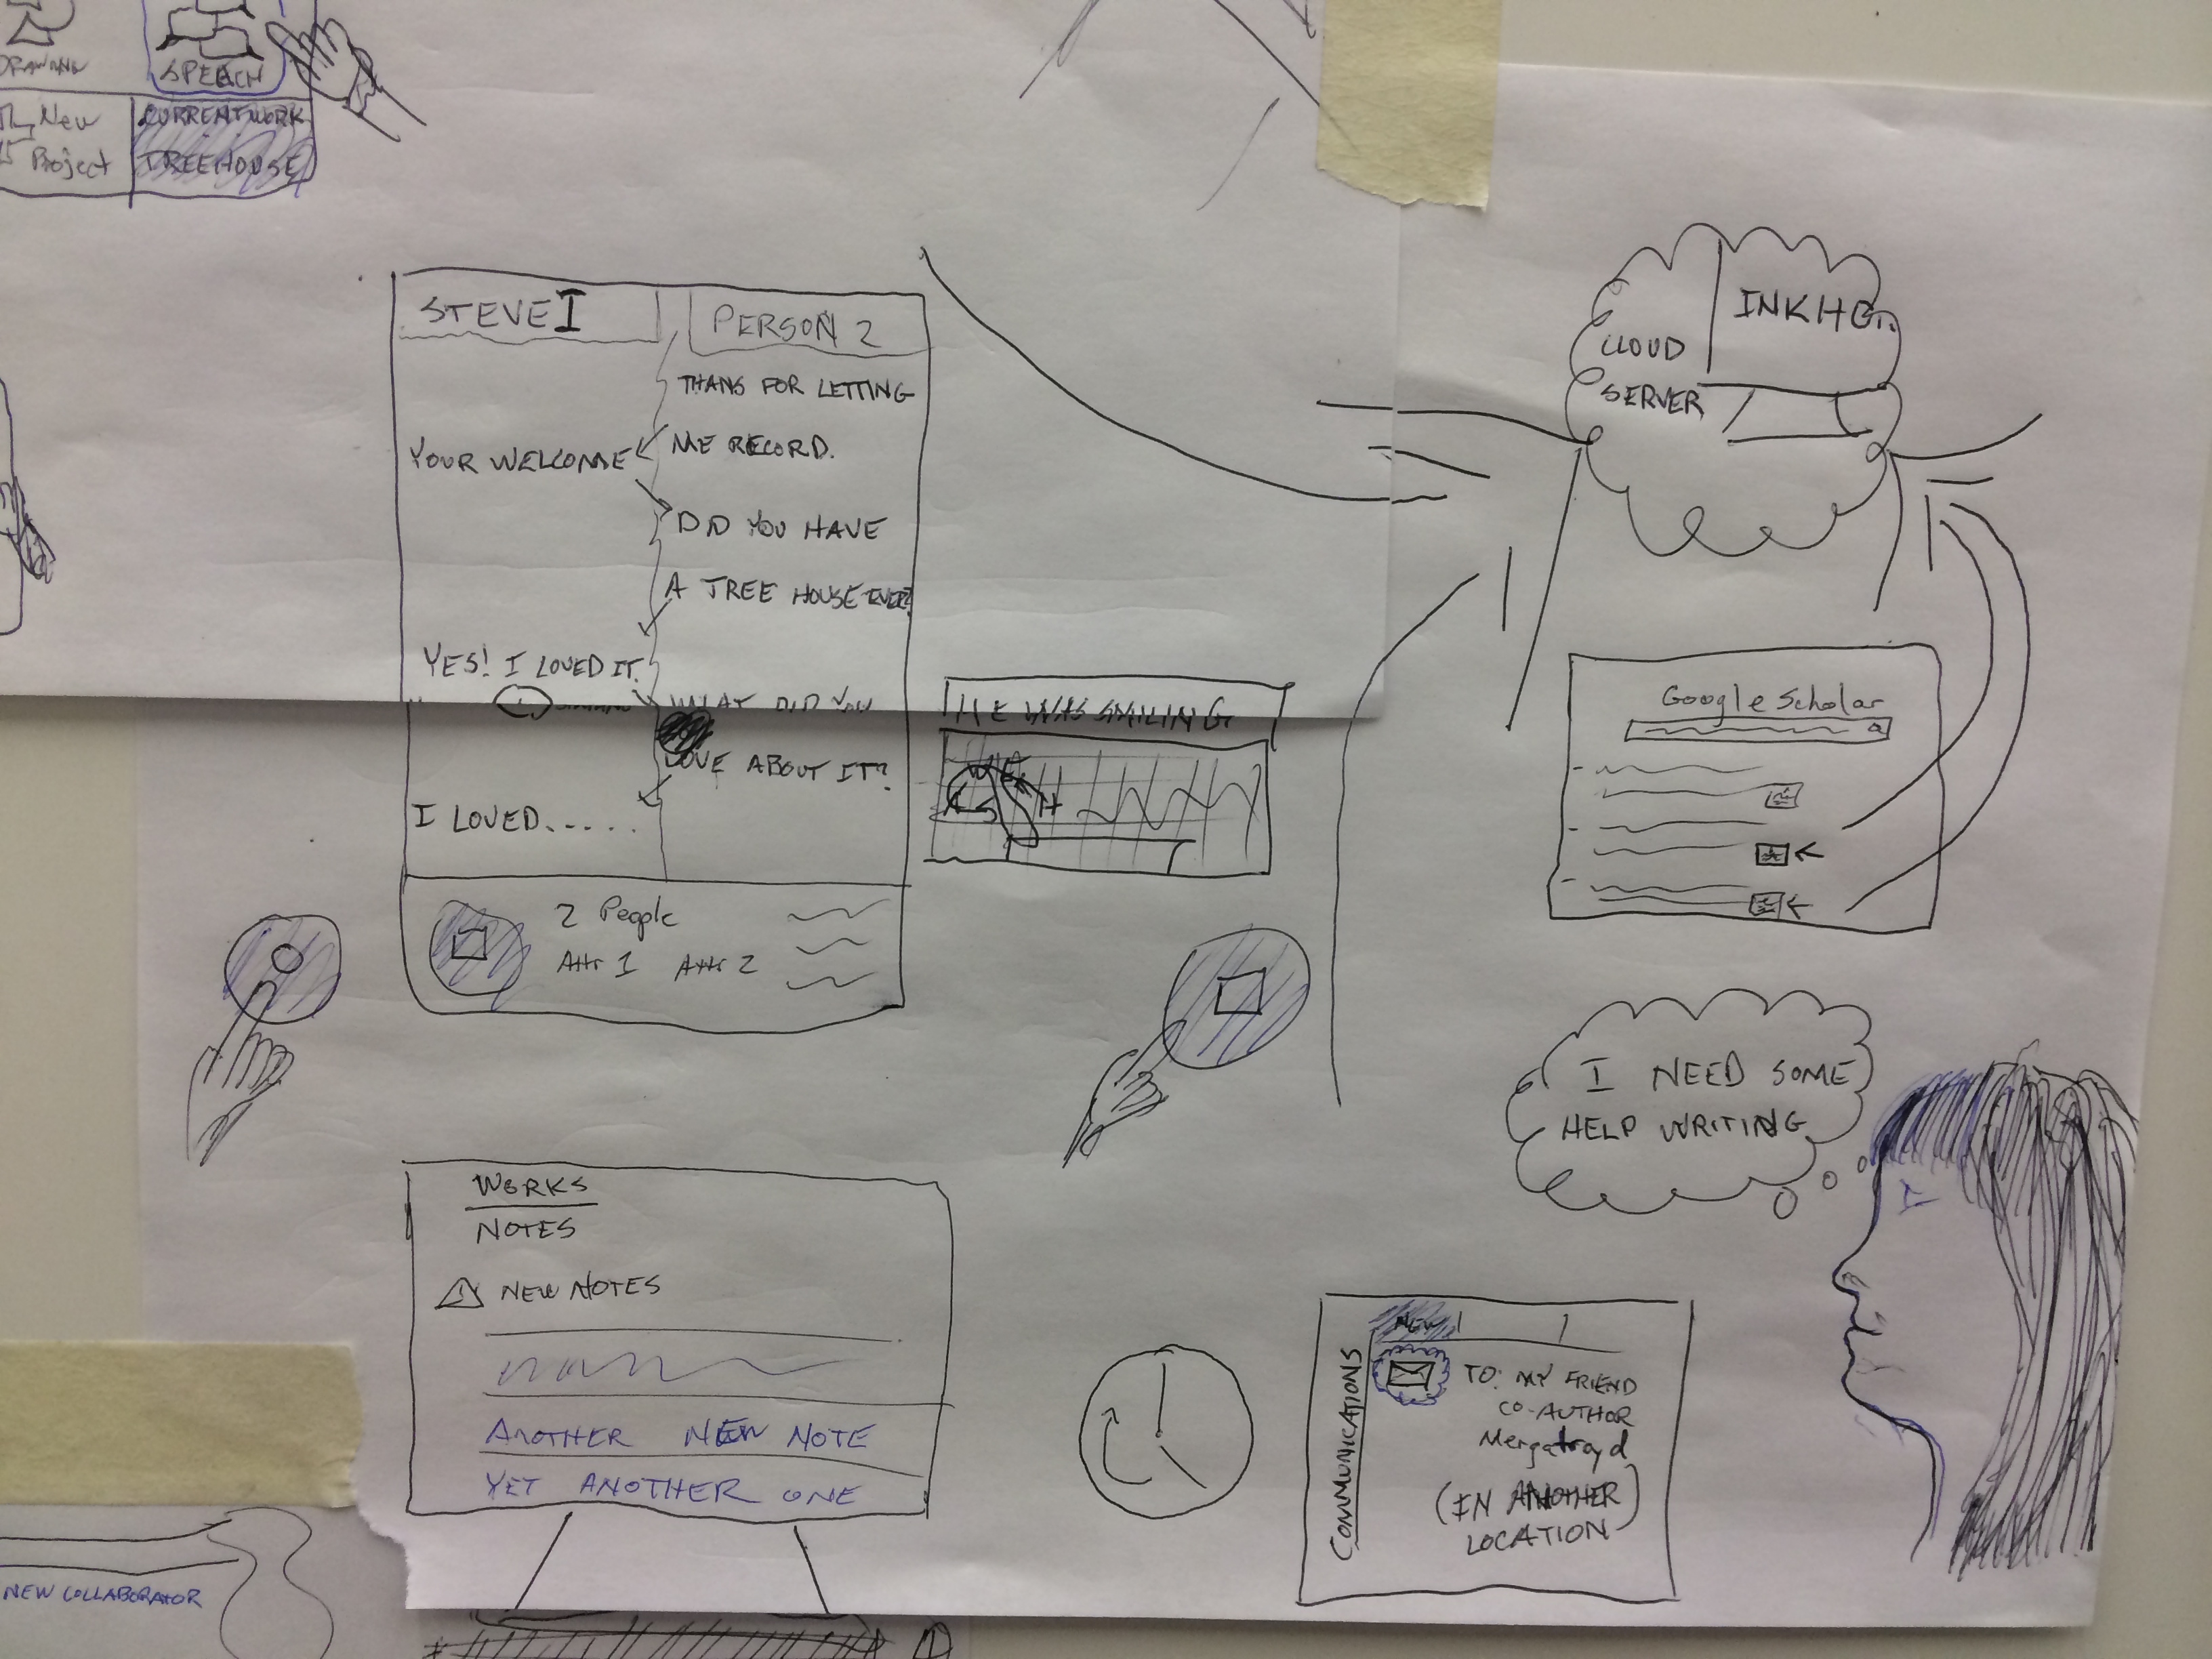 DRAWING
SPEECH
New
Project
CURRENT WORK
TREEHOUSE
STEVE I
PERSON 2
THANS FOR LETTING
ME RECORD.
YOUR WELCOME
DID YOU HAVE
A TREE HOUSE EVER?
YES! I LOVED IT.
WHAT DID YOU
LOVE ABOUT IT?
I LOVED.....
2 People
Attr 1 Attr 2
HE WAS SMILING
CLOUD
SERVER
INKHG.
Google Scholar
I NEED SOME
HELP WRITING
WORKS
NOTES
NEW NOTES
ANOTHER NEW NOTE
YET ANOTHER ONE
COMMUNICATIONS
NEW
TO: MY FRIEND
CO-AUTHOR
Mergatroyd
(IN ANOTHER
LOCATION)
NEW COLLABORATOR